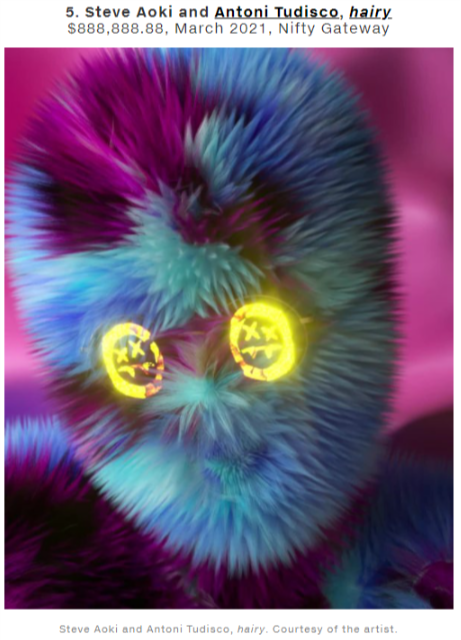 5. Steve Aoki and Antoni Tudisco, hairy
$888,888.88, March 2021, Nifty Gateway
Steve Aoki and Antoni Tudisco, hairy. Courtesy of the artist.